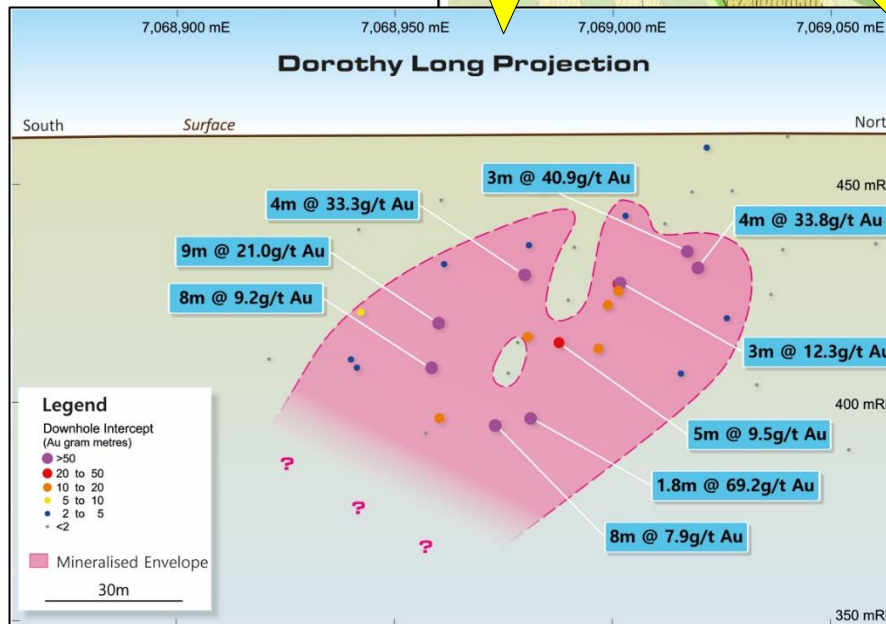 7,068,900 mE
7,068,950 mE
7,069,000 mE
7,069,050 mE
Dorothy Long Projection
South
Surface
Nort
450 mR
3m @ 40.9g/t Au
4m @ 33.3g/t Au
4m @ 33.8g/t Au
9m @ 21.0g/t Au
8m @ 9.2g/t Au
3m @ 12.3g/t Au
400 mR
5m @ 9.5g/t Au
1.8m @ 69.2g/t Au
8m @ 7.9g/t Au
?
?
?
Legend
Downhole Intercept
(Au gram metres)
>50
20 to 50
10 to 20
5 to 10
2 to 5
<2
Mineralised Envelope
30m
350 mR